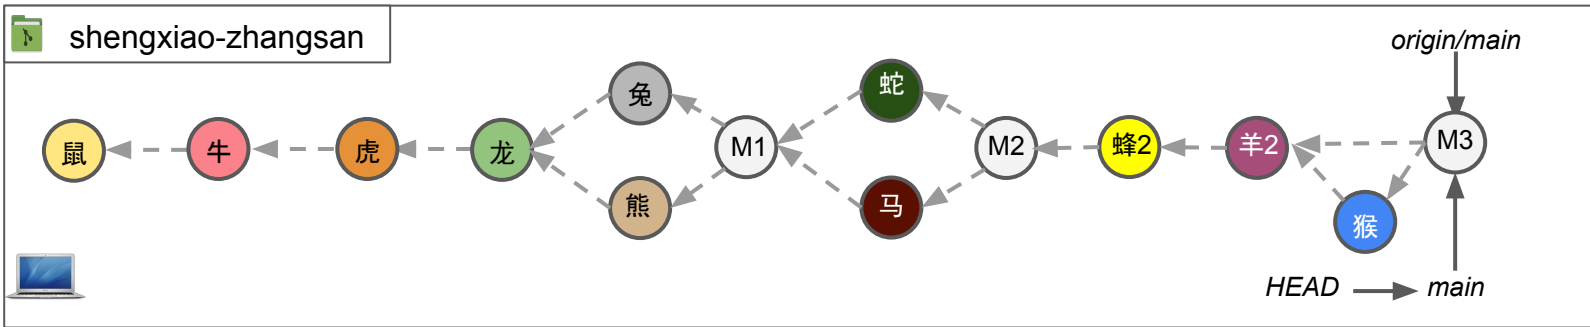 shengxiao-zhangsan
origin/main
鼠
牛
虎
龙
兔
熊
M1
蛇
马
M2
蜂2
羊2
猴
M3
HEAD
main